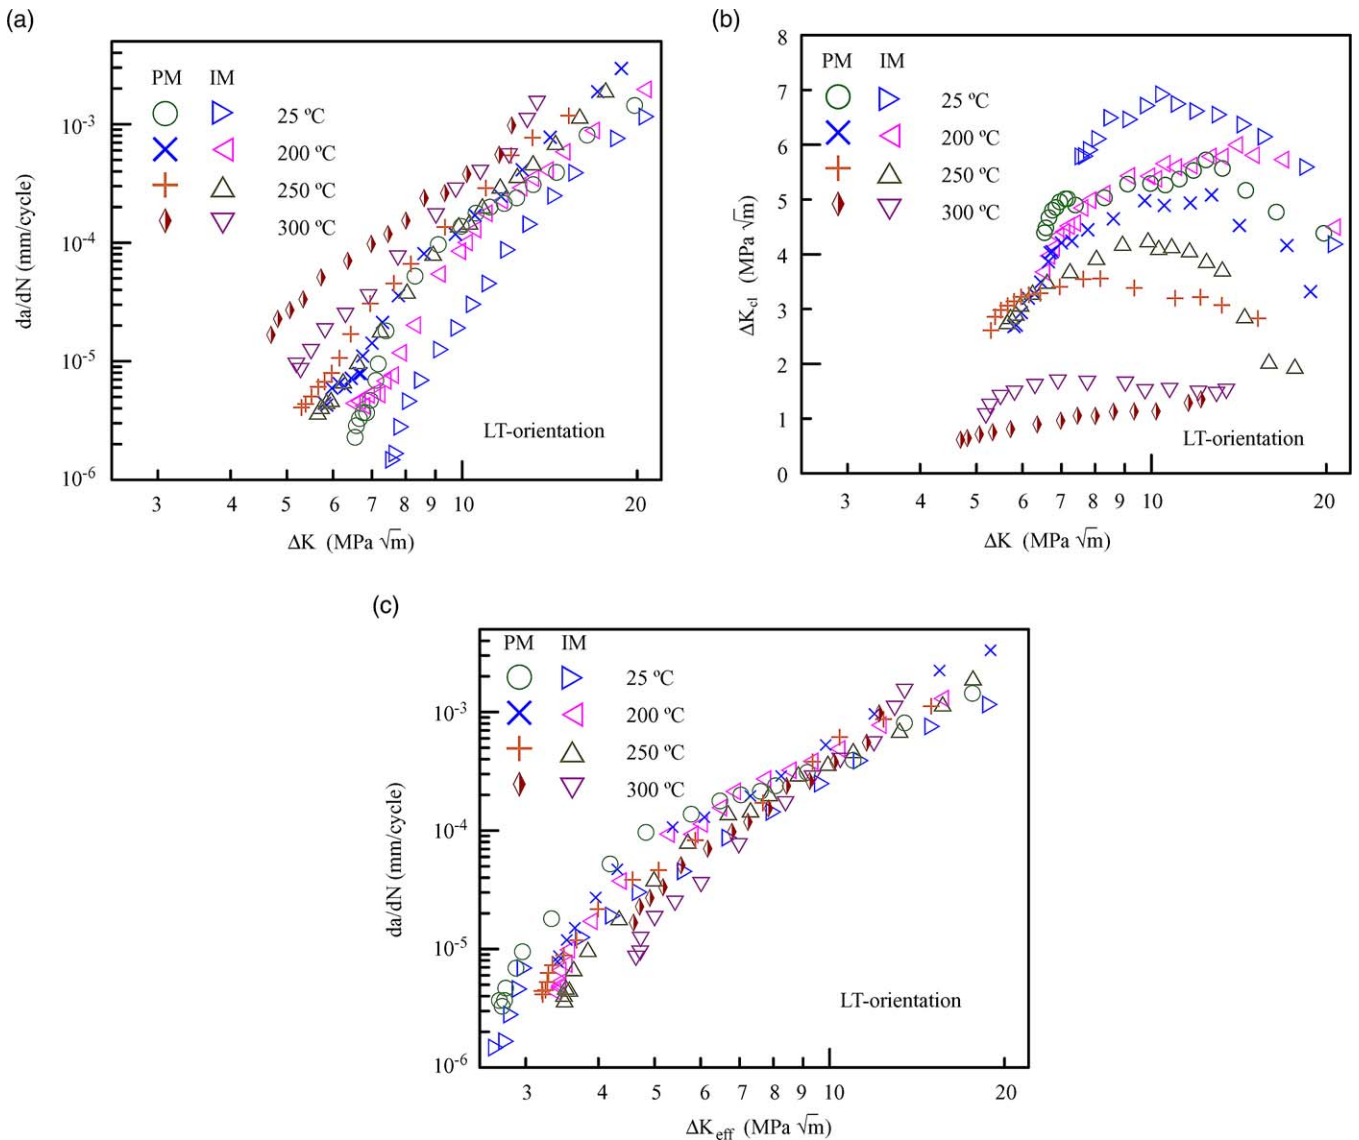 (a)
PM IM
25 ºC
200 ºC
250 ºC
300 ºC
10⁻³
10⁻⁴
10⁻⁵
10⁻⁶
da/dN (mm/cycle)
LT-orientation
3 4 5 6 7 8 9 10 20
ΔK (MPa √m)
(b)
8
7
6
5
4
3
2
1
0
PM IM
25 ºC
200 ºC
250 ºC
300 ºC
ΔK_cl (MPa √m)
LT-orientation
3 4 5 6 7 8 9 10 20
ΔK (MPa √m)
(c)
PM IM
25 ºC
200 ºC
250 ºC
300 ºC
10⁻³
10⁻⁴
10⁻⁵
10⁻⁶
da/dN (mm/cycle)
LT-orientation
3 4 5 6 7 8 9 10 20
ΔK_eff (MPa √m)